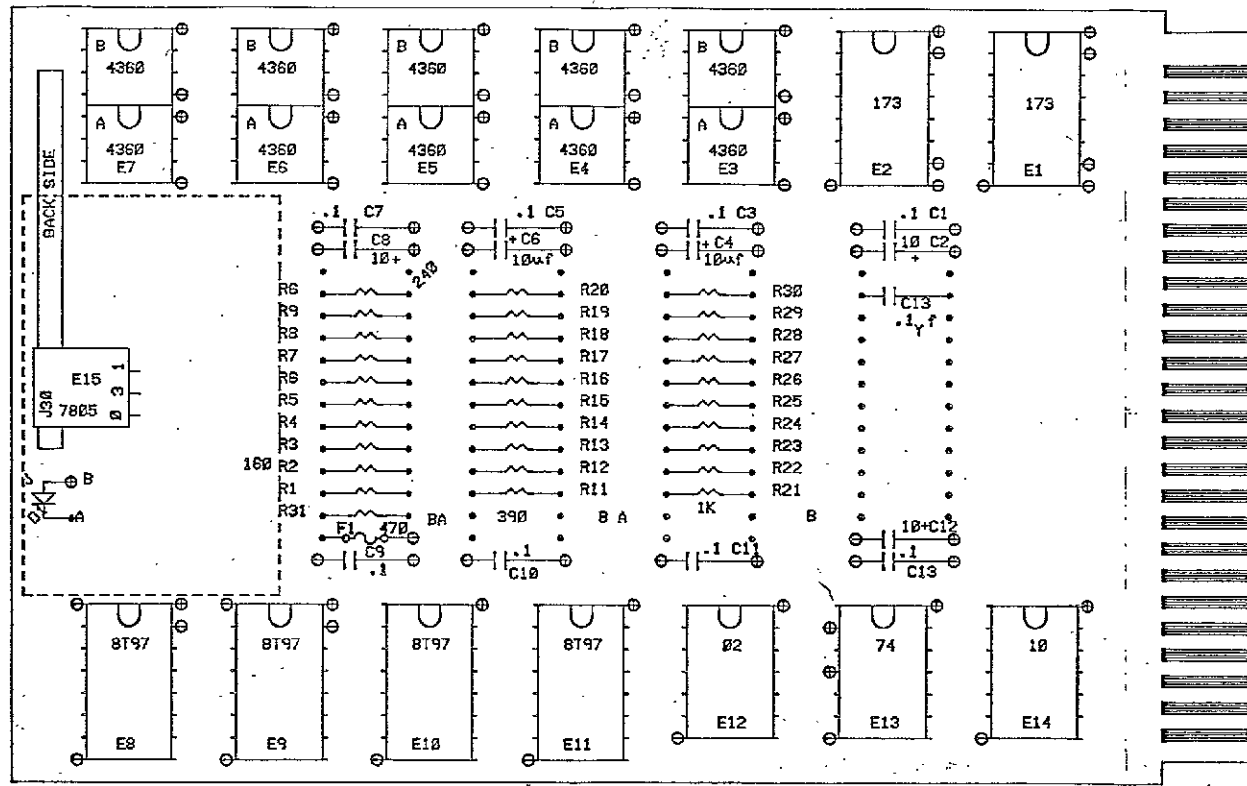 B B B B B
4360 4360 4360 4360 4360 173 173
A A A A A
4360 4360 4360 4360 4360
E7 E6 E5 E4 E3 E2 E1
BACK SIDE
.1 C7 .1 C5 .1 C3 .1 C1
C8 + C6 + C4 10 C2
10+ 10uf 10uf +
240
R6 R20 R30 C13
R9 R19 R29 .1γf
R8 R18 R28
R7 R17 R27
E15 1 R6 R16 R26
J90 7805 0 3 R5 R15 R25
R4 R14 R24
R3 R13 R23
160 R2 R12 R22
B R1 R11 R21
A R31 BA 390 B A 1K B
F1 470 10+C12
C9 .1 .1 C11 .1
.1 C10 C13
8T97 8T97 8T97 8T97 02 74 10
E8 E9 E10 E11 E12 E13 E14